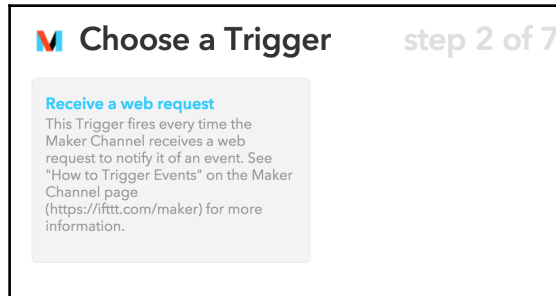 Choose a Trigger step 2 of 7
Receive a web request
This Trigger fires every time the
Maker Channel receives a web
request to notify it of an event. See
"How to Trigger Events" on the Maker
Channel page
(https://ifttt.com/maker) for more
information.